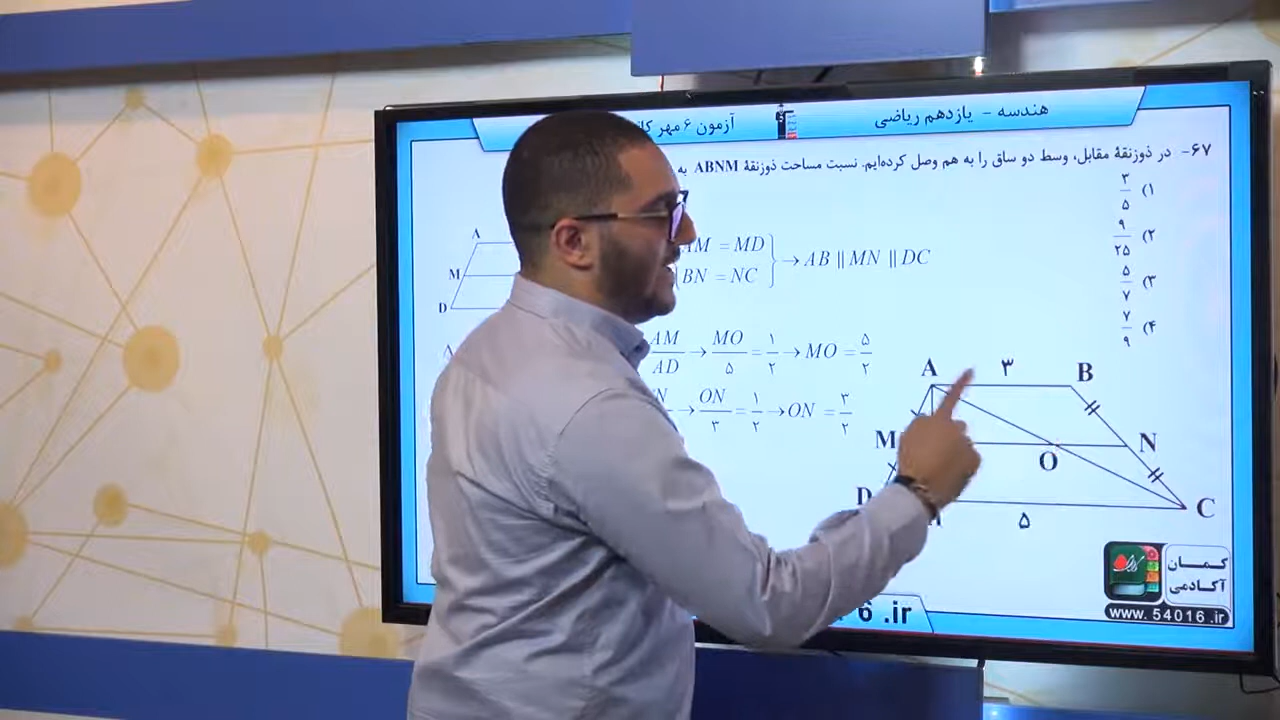 هندسه - یازدهم ریاضی
آزمون ۶ مهر
۶۷- در ذوزنقهٔ مقابل، وسط دو ساق را به هم وصل کرده‌ایم. نسبت مساحت ذوزنقهٔ ABNM به
۱) ۳/۵
۲) ۹/۲۵
۳) ۵/۷
۴) ۷/۹
A
M
D
AM = MD
BN = NC } → AB || MN || DC
AM/AD → MO/۵ = ۱/۲ → MO = ۵/۲
→ ON/۳ = ۱/۲ → ON = ۳/۲
A ۳ B
M O N
D ۵ C
کمان
آکادمی
www.54016.ir
6.ir